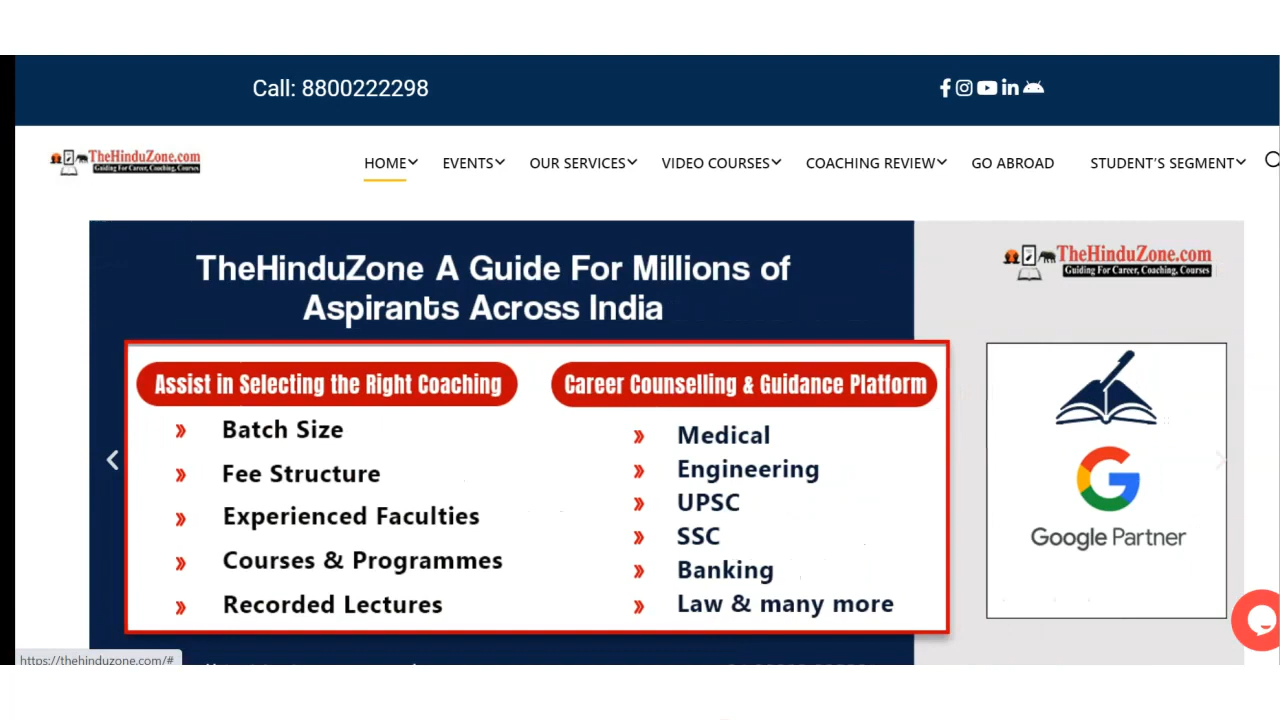 Call: 8800222298
TheHinduZone.com
Guiding For Career, Coaching, Courses
HOME
EVENTS
OUR SERVICES
VIDEO COURSES
COACHING REVIEW
GO ABROAD
STUDENT'S SEGMENT
TheHinduZone A Guide For Millions of
Aspirants Across India
TheHinduZone.com
Guiding For Career, Coaching, Courses
Assist in Selecting the Right Coaching
» Batch Size
» Fee Structure
» Experienced Faculties
» Courses & Programmes
» Recorded Lectures
Career Counselling & Guidance Platform
» Medical
» Engineering
» UPSC
» SSC
» Banking
» Law & many more
Google Partner
https://thehinduzone.com/#